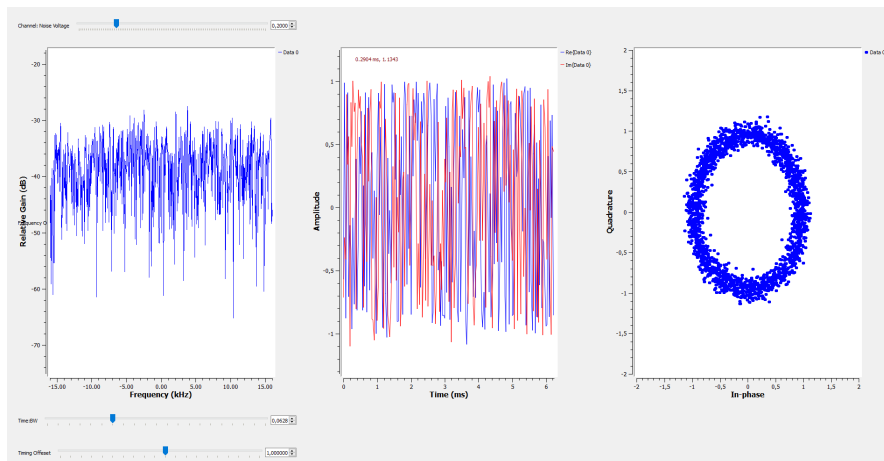 Channel: Noise Voltage
0,2000
Data 0
-20
-30
-40
-50
-60
-70
Relative Gain (dB)
Frequency O
-15.00 -10.00 -5.00 0.00 5.00 10.00 15.00
Frequency (kHz)
0.2904 ms, 1.1343
Re{Data 0}
Im{Data 0}
1
0,5
0
-0,5
-1
Amplitude
0 1 2 3 4 5 6
Time (ms)
Data 0
2
1,5
1
0,5
0
-0,5
-1
-1,5
-2
Quadrature
-2 -1,5 -1 -0,5 0 0,5 1 1,5 2
In-phase
Time:BW
0,0628
Timing Offeset
1,000000